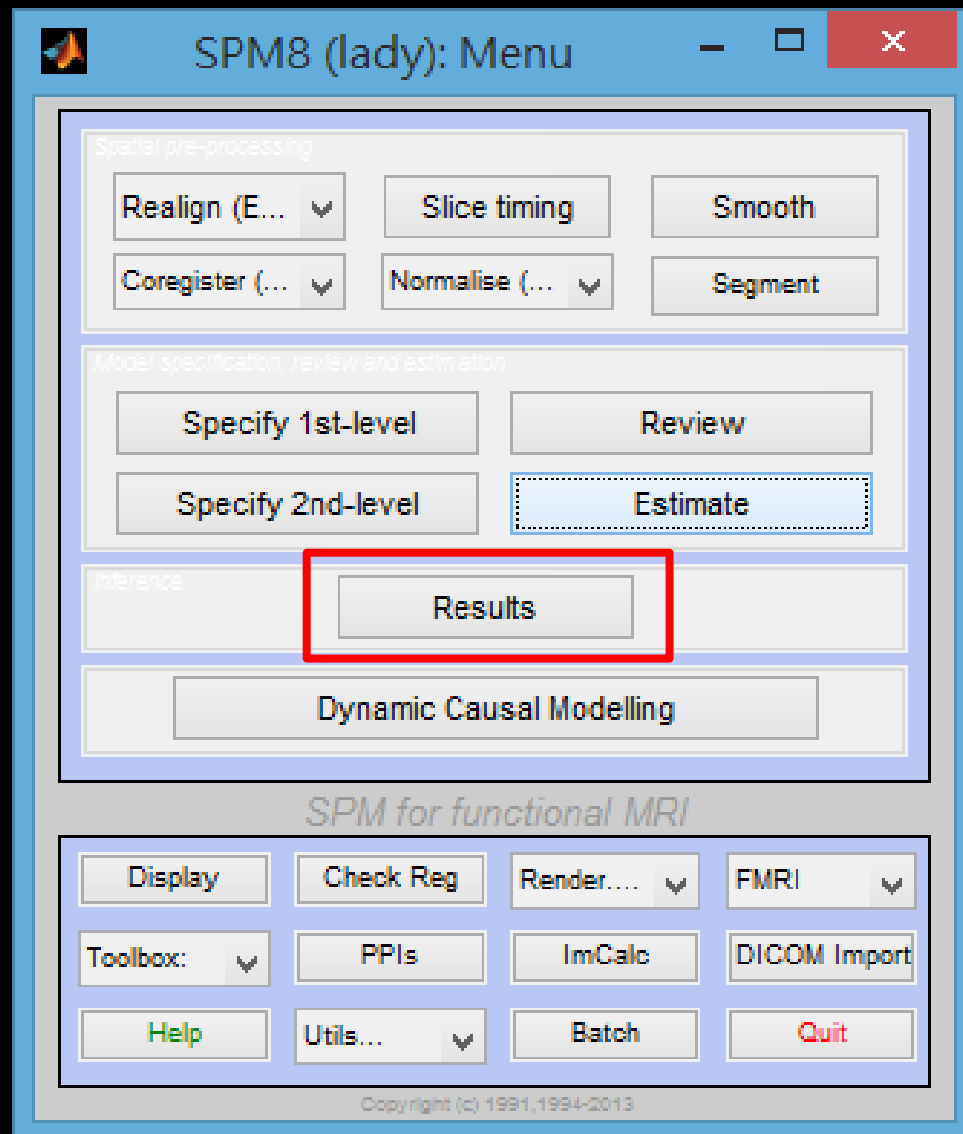 SPM8 (lady): Menu
Spatial pre-processing
Realign (E... Slice timing Smooth
Coregister (... Normalise (... Segment
Model specification, review and estimation
Specify 1st-level Review
Specify 2nd-level Estimate
Inference
Results
Dynamic Causal Modelling
SPM for functional MRI
Display Check Reg Render.... FMRI
Toolbox: PPIs ImCalc DICOM Import
Help Utils... Batch Quit
Copyright (c) 1991,1994-2013